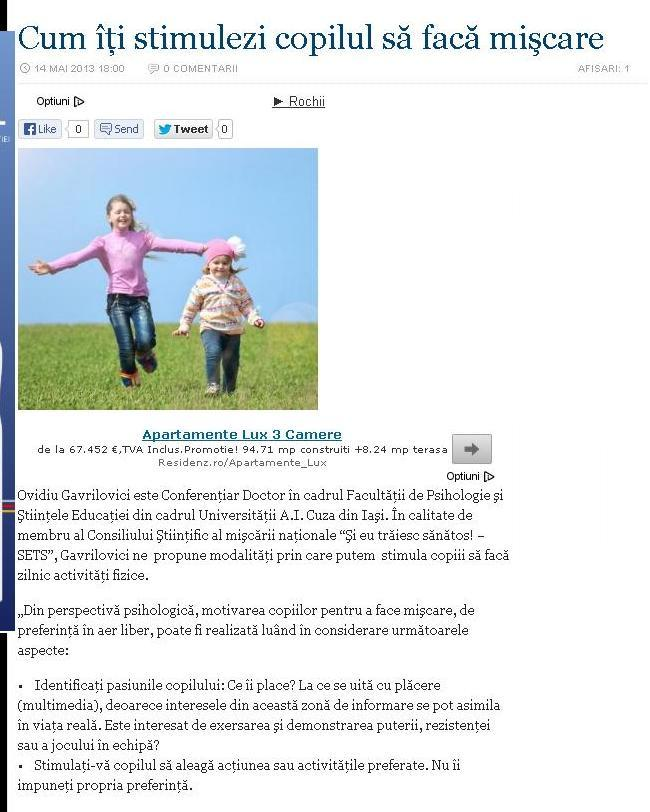 Cum îţi stimulezi copilul să facă mişcare
14 MAI 2013 18:00 0 COMENTARII AFISARI: 1
Optiuni ► Rochii
Like 0 Send Tweet 0
Apartamente Lux 3 Camere
de la 67.452 €,TVA Inclus.Promotie! 94.71 mp construiti +8.24 mp terasa
Residenz.ro/Apartamente_Lux
Optiuni
Ovidiu Gavrilovici este Conferenţiar Doctor în cadrul Facultăţii de Psihologie şi
Ştiinţele Educaţiei din cadrul Universităţii A.I. Cuza din Iaşi. În calitate de
membru al Consiliului Ştiinţific al mişcării naţionale “Şi eu trăiesc sănătos! –
SETS”, Gavrilovici ne propune modalităţi prin care putem stimula copiii să facă
zilnic activităţi fizice.
„Din perspectivă psihologică, motivarea copiilor pentru a face mişcare, de
preferinţă în aer liber, poate fi realizată luând în considerare următoarele
aspecte:
• Identificaţi pasiunile copilului: Ce îi place? La ce se uită cu plăcere
(multimedia), deoarece interesele din această zonă de informare se pot asimila
în viaţa reală. Este interesat de exersarea şi demonstrarea puterii, rezistenţei
sau a jocului în echipă?
• Stimulaţi-vă copilul să aleagă acţiunea sau activităţile preferate. Nu îi
impuneţi propria preferinţă.